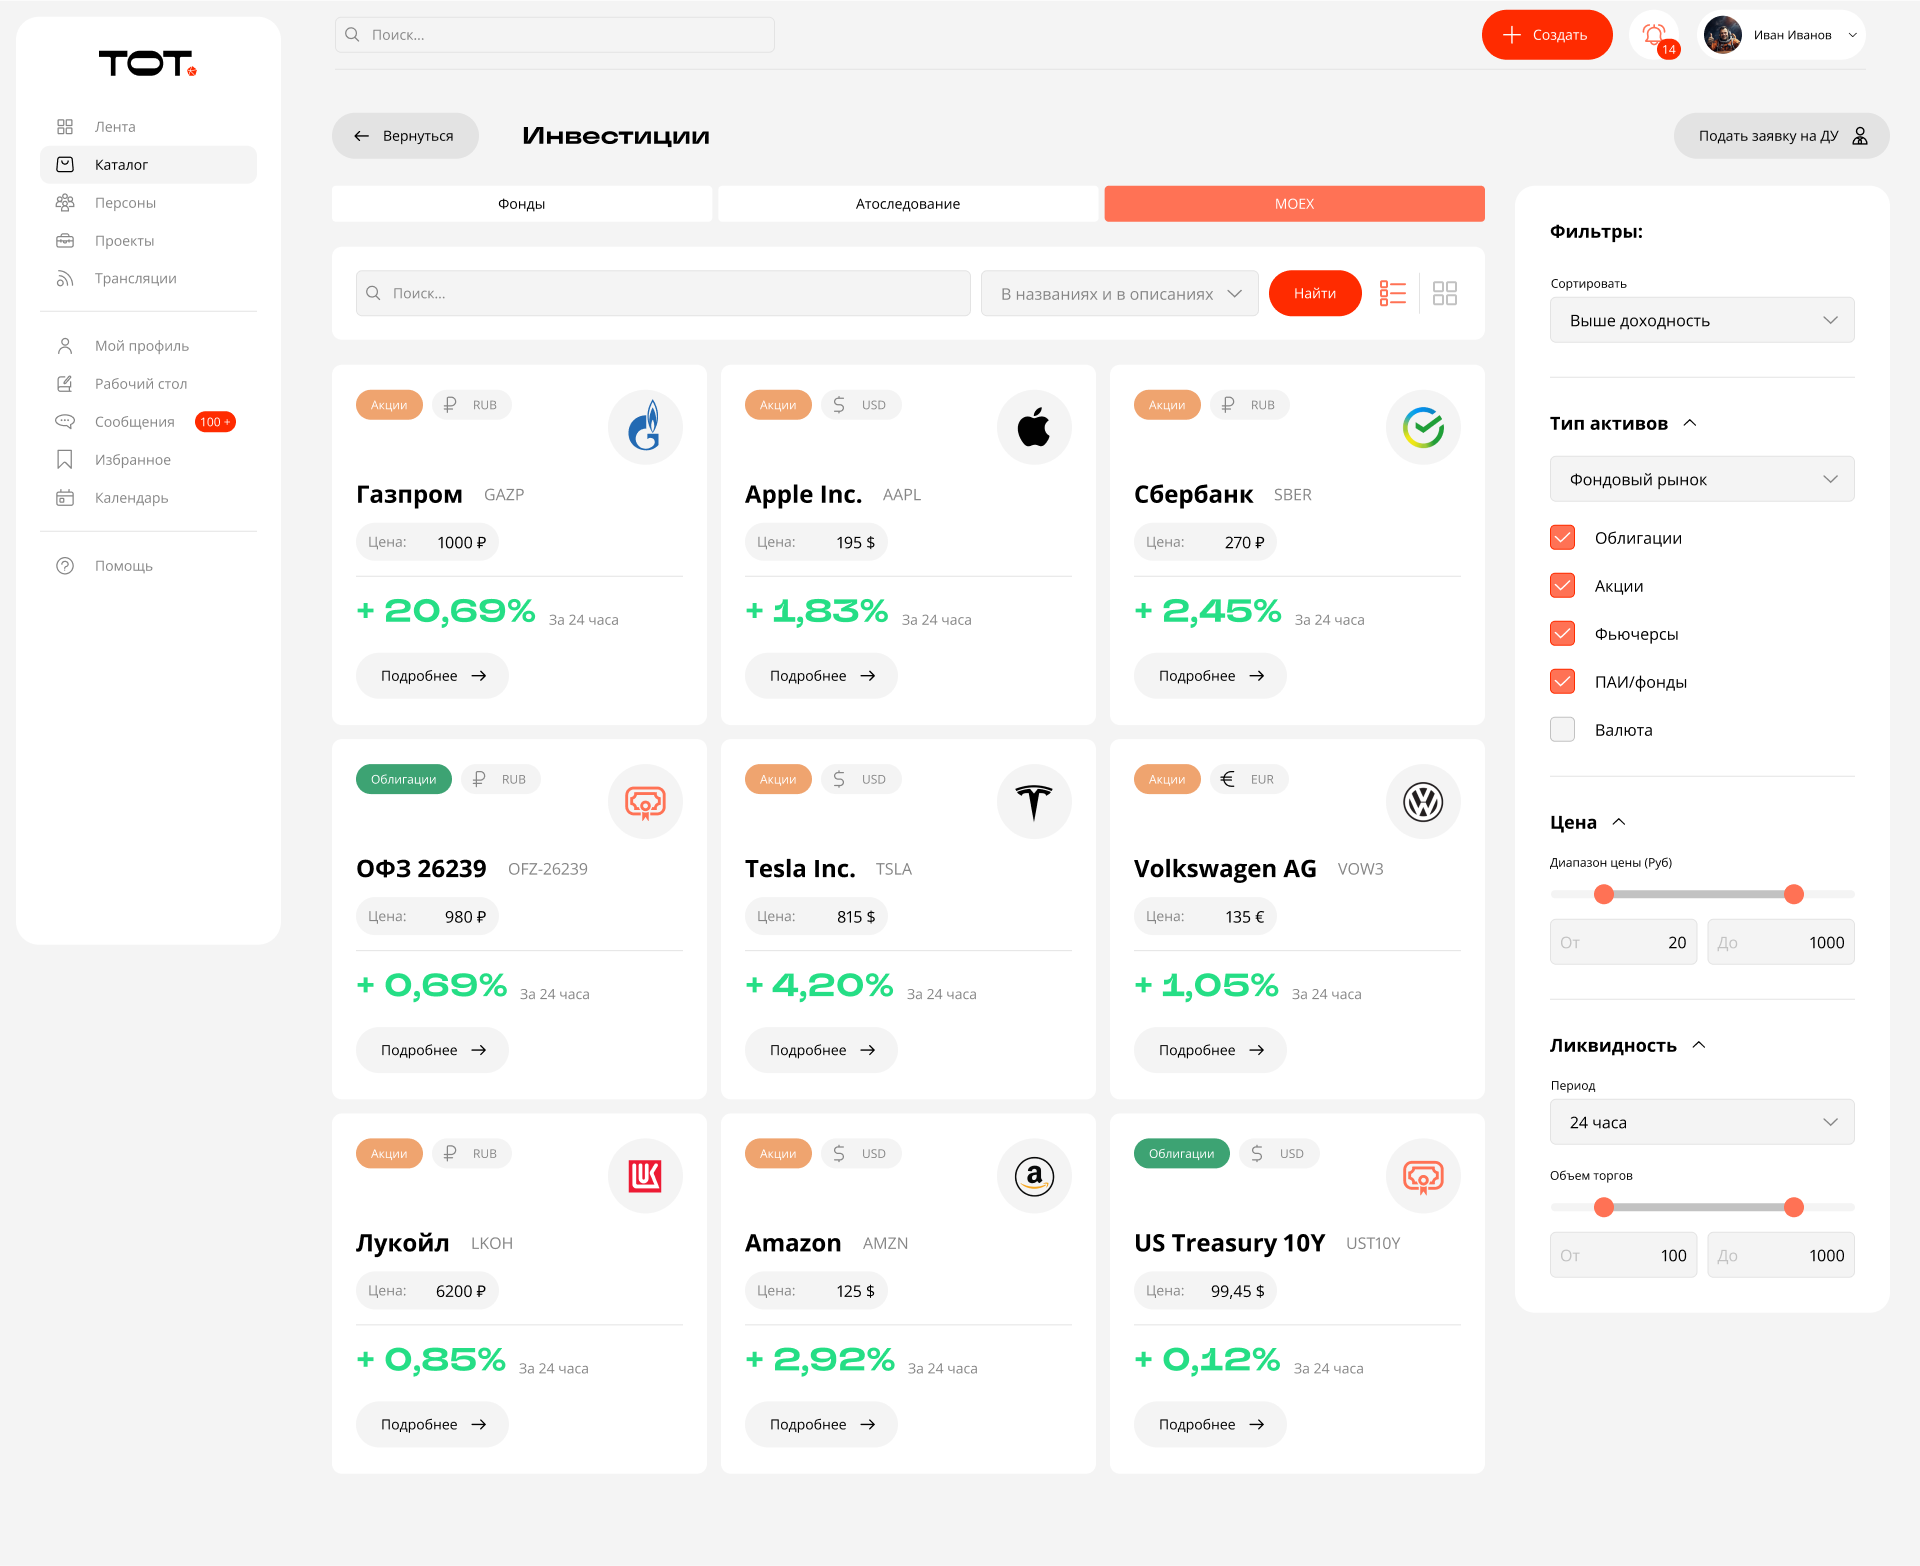 ТОТ.
Лента
Каталог
Персоны
Проекты
Трансляции
Мой профиль
Рабочий стол
Сообщения 100 +
Избранное
Календарь
Помощь
Поиск...
Создать
14
Иван Иванов
Вернуться
Инвестиции
Подать заявку на ДУ
Фонды
Атоследование
MOEX
Поиск...
В названиях и в описаниях
Найти
Акции
₽ RUB
Газпром GAZP
Цена: 1000 ₽
+ 20,69% За 24 часа
Подробнее
Акции
$ USD
Apple Inc. AAPL
Цена: 195 $
+ 1,83% За 24 часа
Подробнее
Акции
₽ RUB
Сбербанк SBER
Цена: 270 ₽
+ 2,45% За 24 часа
Подробнее
Облигации
₽ RUB
ОФЗ 26239 OFZ-26239
Цена: 980 ₽
+ 0,69% За 24 часа
Подробнее
Акции
$ USD
Tesla Inc. TSLA
Цена: 815 $
+ 4,20% За 24 часа
Подробнее
Акции
€ EUR
Volkswagen AG VOW3
Цена: 135 €
+ 1,05% За 24 часа
Подробнее
Акции
₽ RUB
LUK
Лукойл LKOH
Цена: 6200 ₽
+ 0,85% За 24 часа
Подробнее
Акции
$ USD
a
Amazon AMZN
Цена: 125 $
+ 2,92% За 24 часа
Подробнее
Облигации
$ USD
US Treasury 10Y UST10Y
Цена: 99,45 $
+ 0,12% За 24 часа
Подробнее
Фильтры:
Сортировать
Выше доходность
Тип активов
Фондовый рынок
Облигации
Акции
Фьючерсы
ПАИ/фонды
Валюта
Цена
Диапазон цены (Руб)
От 20
До 1000
Ликвидность
Период
24 часа
Объем торгов
От 100
До 1000